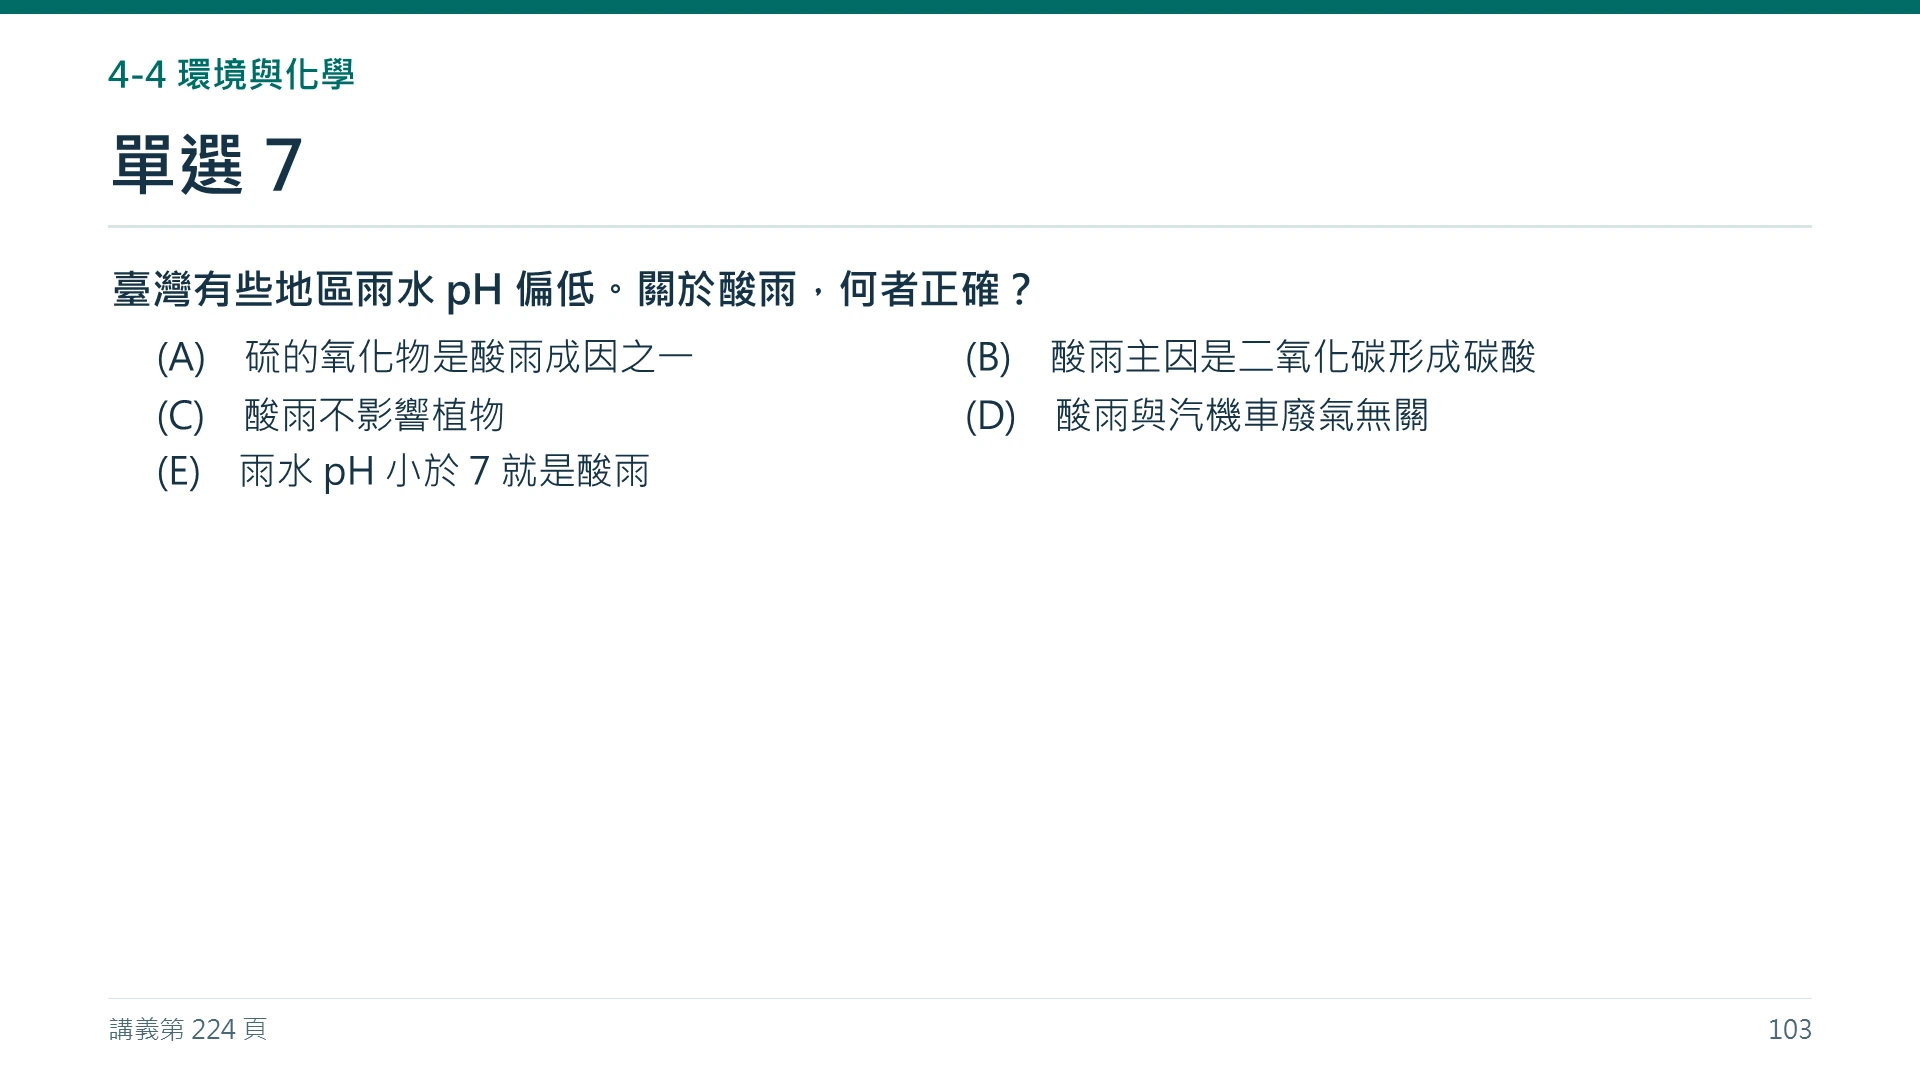 4-4 環境與化學
單選 7
臺灣有些地區雨水 pH 偏低。關於酸雨，何者正確？
(A) 硫的氧化物是酸雨成因之一
(B) 酸雨主因是二氧化碳形成碳酸
(C) 酸雨不影響植物
(D) 酸雨與汽機車廢氣無關
(E) 雨水 pH 小於 7 就是酸雨
講義第 224 頁
103